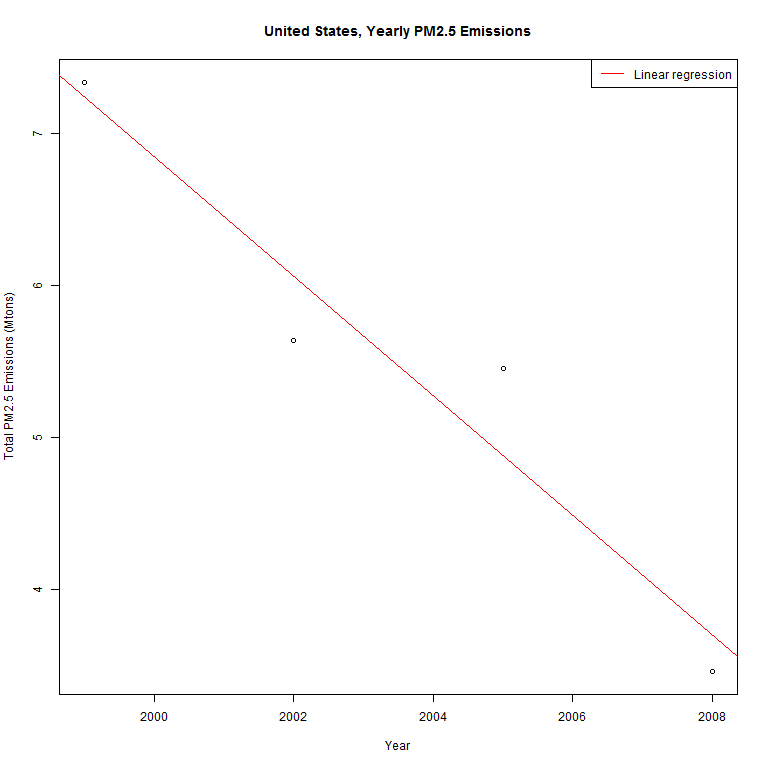 United States, Yearly PM2.5 Emissions
Linear regression
7
6
5
4
Total PM2.5 Emissions (Mtons)
2000 2002 2004 2006 2008
Year